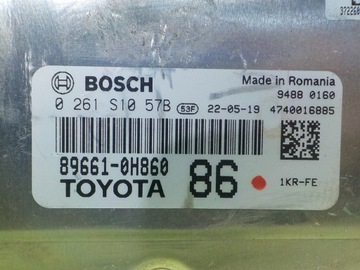 BOSCH
Made in Romania
9488 0160
0 261 S10 57B 53F 22-05-19 4740016885
89661-0H860
TOYOTA
86
1KR-FE